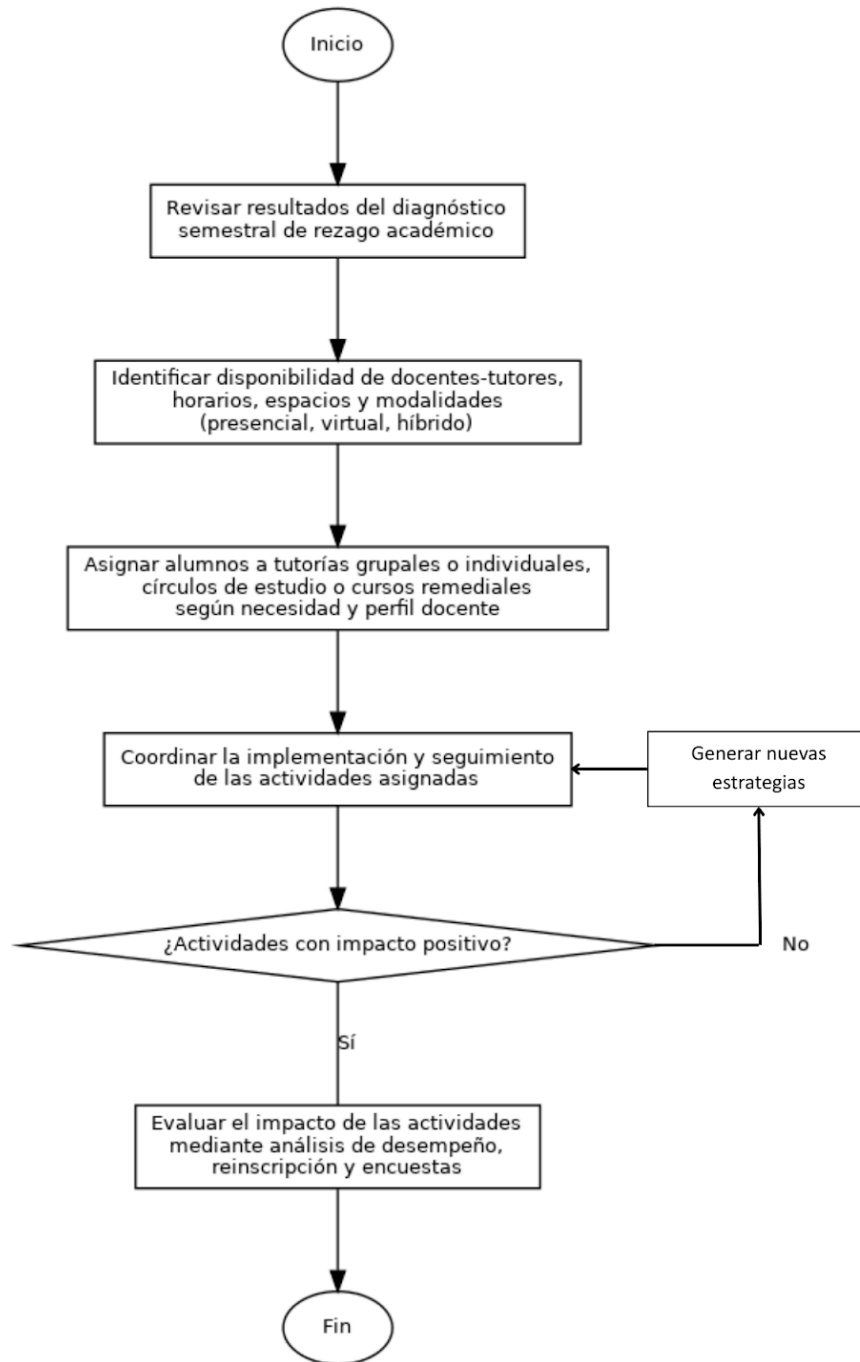 Inicio
Revisar resultados del diagnóstico
semestral de rezago académico
Identificar disponibilidad de docentes-tutores,
horarios, espacios y modalidades
(presencial, virtual, híbrido)
Asignar alumnos a tutorías grupales o individuales,
círculos de estudio o cursos remediales
según necesidad y perfil docente
Coordinar la implementación y seguimiento
de las actividades asignadas
Generar nuevas
estrategias
¿Actividades con impacto positivo?
No
Sí
Evaluar el impacto de las actividades
mediante análisis de desempeño,
reinscripción y encuestas
Fin